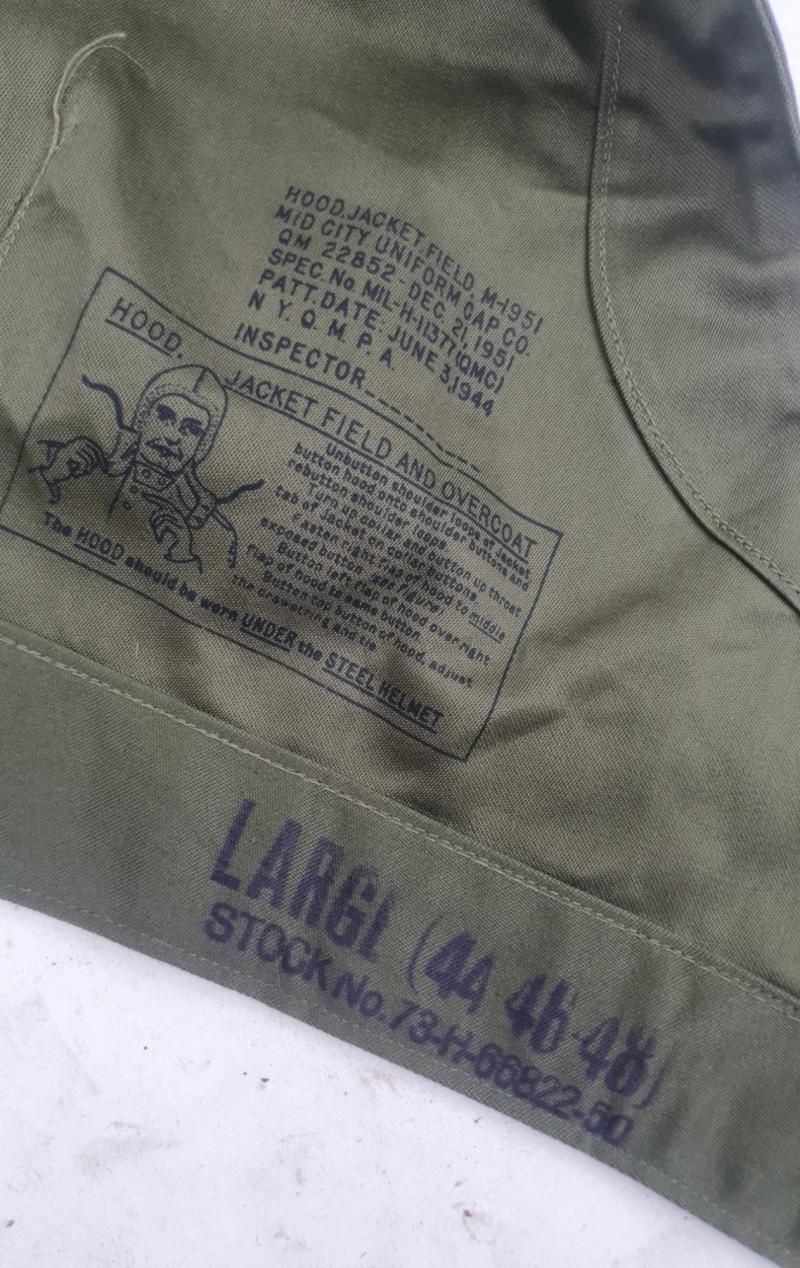 HOOD, JACKET, FIELD, M-1951
MID CITY UNIFORM CAP CO.
QM 22852 - DEC. 21, 1951
SPEC. No. MIL-H-11377 (QMC)
PATT. DATE: JUNE 3, 1944
N. Y. Q. M. P. A.
INSPECTOR
HOOD. JACKET FIELD AND OVERCOAT
Unbutton shoulder loops of jacket,
button hood onto shoulder buttons and
rebutton shoulder loops.
Turn up collar and button up throat
tab of jacket on collar buttons.
Fasten right flap of hood to middle
exposed button, see figure.
Button left flap of hood over right
flap of hood to same button.
Button top button of hood, adjust
the drawstring and tie
The HOOD should be worn UNDER the STEEL HELMET
LARGE (44 46-48)
STOCK No. 73-H-66822-50